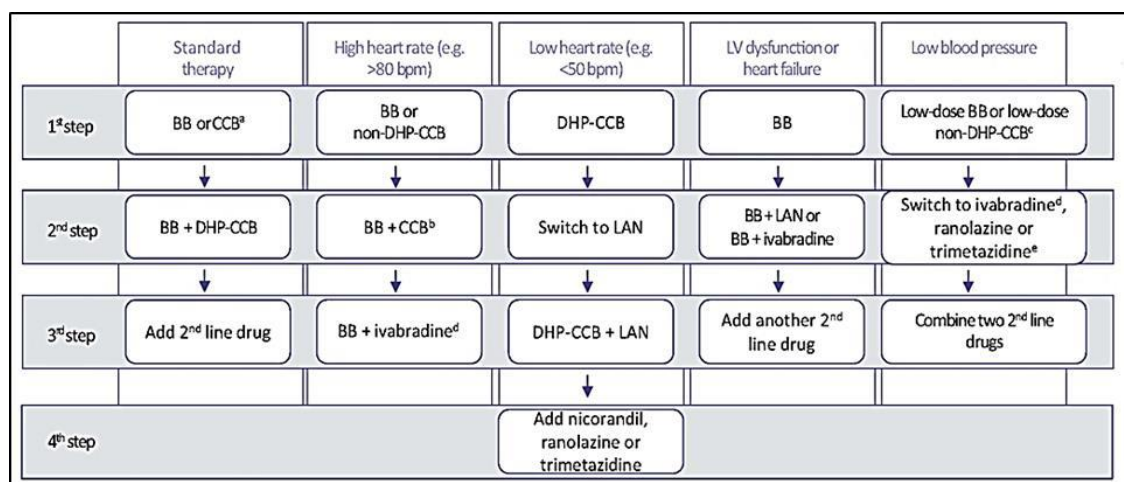 Standard
therapy
High heart rate (e.g.
>80 bpm)
Low heart rate (e.g.
<50 bpm)
LV dysfunction or
heart failure
Low blood pressure
1st step
BB orCCBa
BB or
non-DHP-CCB
DHP-CCB
BB
Low-dose BB or low-dose
non-DHP-CCBc
2nd step
BB + DHP-CCB
BB + CCBb
Switch to LAN
BB + LAN or
BB + ivabradine
Switch to ivabradined,
ranolazine or
trimetazidinee
3rd step
Add 2nd line drug
BB + ivabradined
DHP-CCB + LAN
Add another 2nd
line drug
Combine two 2nd line
drugs
4th step
Add nicorandil,
ranolazine or
trimetazidine